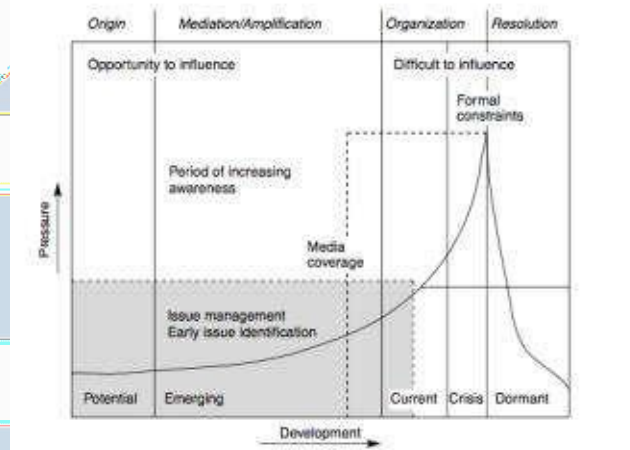 Origin
Mediation/Amplification
Organization
Resolution
Opportunity to influence
Difficult to influence
Formal
constraints
Period of increasing
awareness
Pressure
Media
coverage
Issue management
Early issue identification
Potential
Emerging
Current
Crisis
Dormant
Development